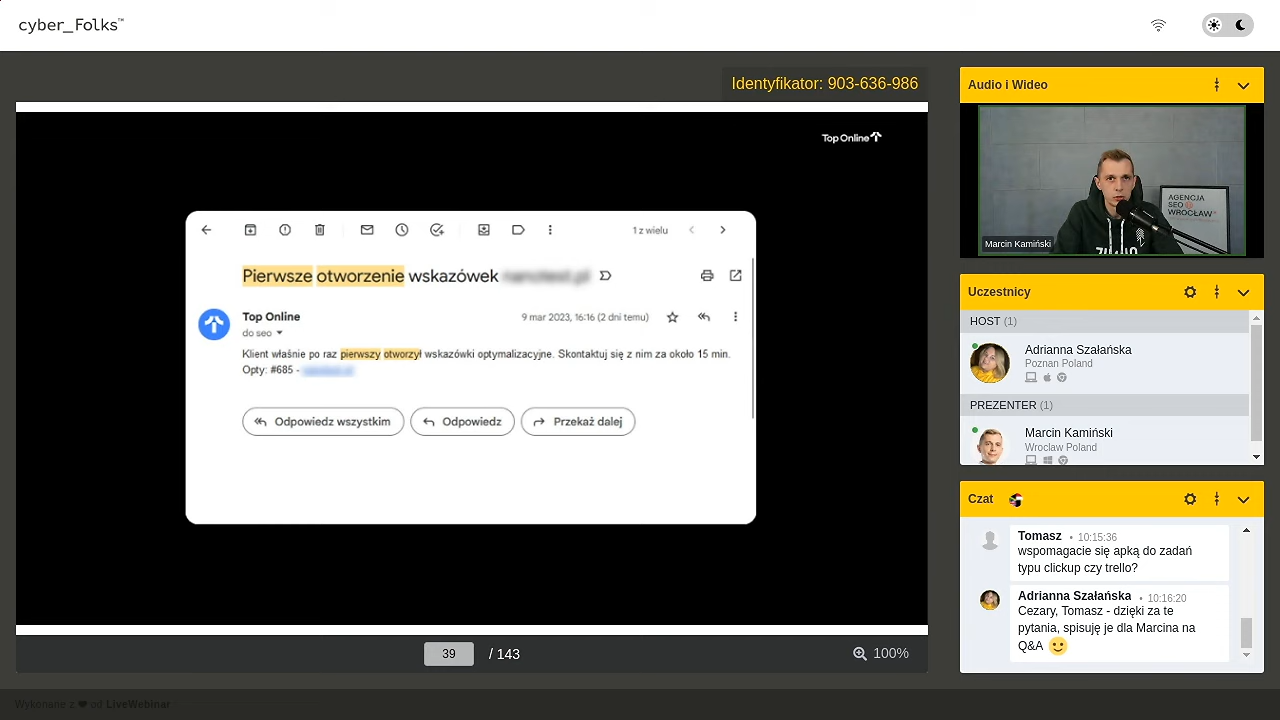 cyber_Folks™
Identyfikator: 903-636-986
Top Online
1 z wielu
Pierwsze otworzenie wskazówek
Top Online
9 mar 2023, 16:16 (2 dni temu)
do seo
Klient właśnie po raz pierwszy otworzył wskazówki optymalizacyjne. Skontaktuj się z nim za około 15 min.
Opty: #685 -
Odpowiedz wszystkim
Odpowiedz
Przekaż dalej
39 / 143
100%
Audio i Wideo
AGENCJA
SEO
WROCŁAW
Marcin Kamiński
Uczestnicy
HOST (1)
Adrianna Szałańska
Poznan Poland
PREZENTER (1)
Marcin Kamiński
Wroclaw Poland
Czat
Tomasz • 10:15:36
wspomagacie się apką do zadań
typu clickup czy trello?
Adrianna Szałańska • 10:16:20
Cezary, Tomasz - dzięki za te
pytania, spisuję je dla Marcina na
Q&A
Wykonane z ❤ od LiveWebinar